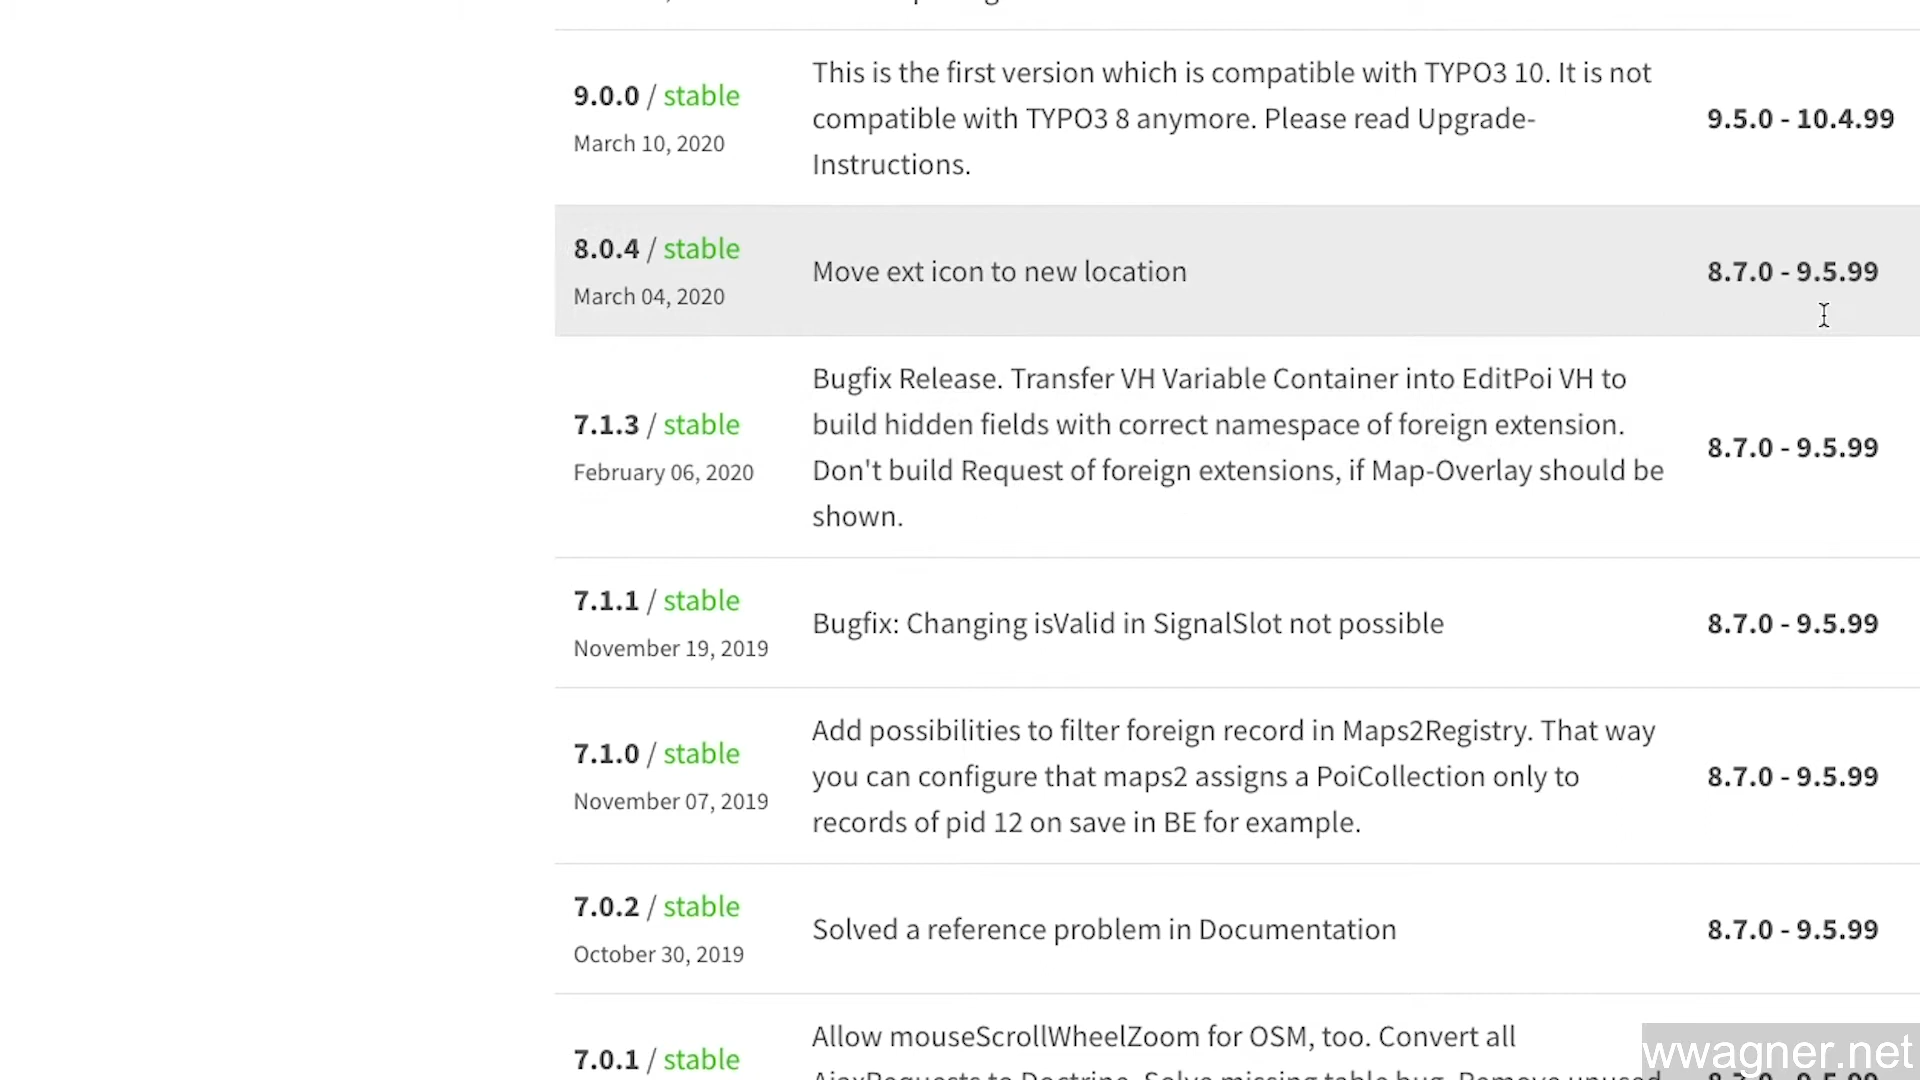 9.0.0 / stable
March 10, 2020
This is the first version which is compatible with TYPO3 10. It is not
compatible with TYPO3 8 anymore. Please read Upgrade-
Instructions.
9.5.0 - 10.4.99
8.0.4 / stable
March 04, 2020
Move ext icon to new location
8.7.0 - 9.5.99
7.1.3 / stable
February 06, 2020
Bugfix Release. Transfer VH Variable Container into EditPoi VH to
build hidden fields with correct namespace of foreign extension.
Don't build Request of foreign extensions, if Map-Overlay should be
shown.
8.7.0 - 9.5.99
7.1.1 / stable
November 19, 2019
Bugfix: Changing isValid in SignalSlot not possible
8.7.0 - 9.5.99
7.1.0 / stable
November 07, 2019
Add possibilities to filter foreign record in Maps2Registry. That way
you can configure that maps2 assigns a PoiCollection only to
records of pid 12 on save in BE for example.
8.7.0 - 9.5.99
7.0.2 / stable
October 30, 2019
Solved a reference problem in Documentation
8.7.0 - 9.5.99
7.0.1 / stable
Allow mouseScrollWheelZoom for OSM, too. Convert all
AjaxRequests to Doctrine. Solve missing table bug. Remove unused
wwagner.net